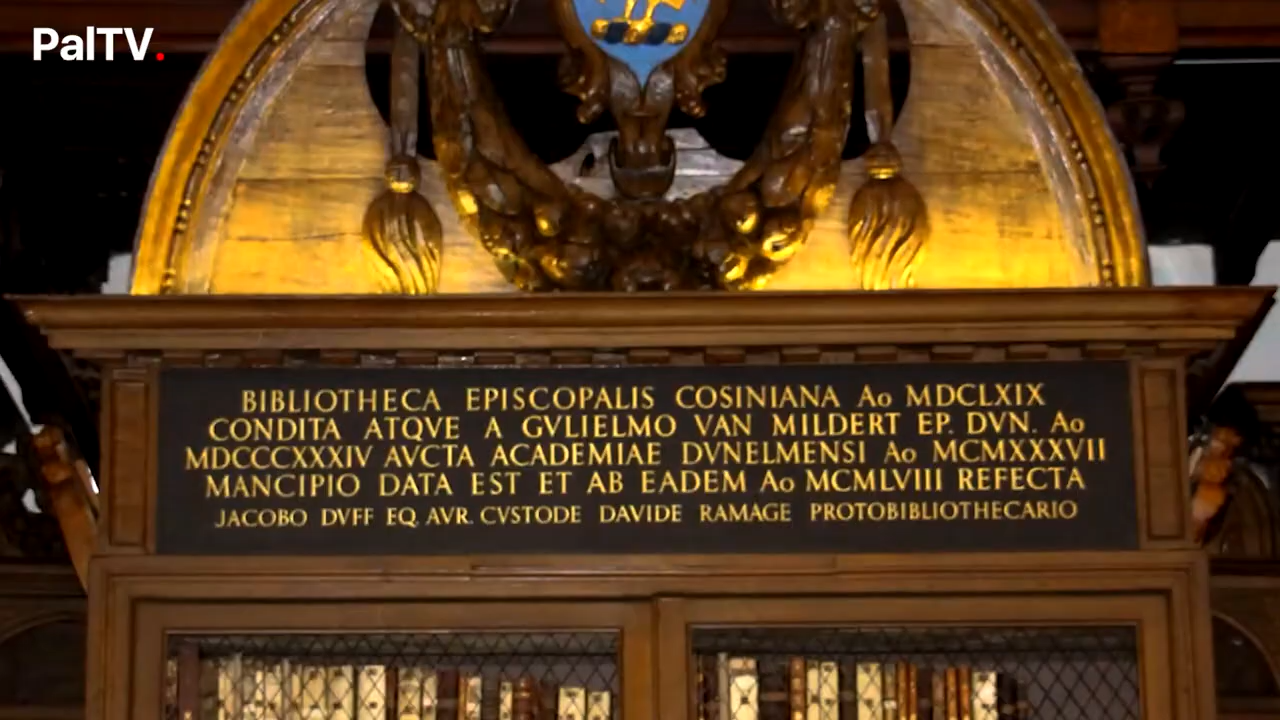 PalTV.
BIBLIOTHECA EPISCOPALIS COSINIANA Ao MDCLXIX
CONDITA ATQVE A GVLIELMO VAN MILDERT EP. DVN. Ao
MDCCCXXXIV AVCTA ACADEMIAE DVNELMENSI Ao MCMXXXVII
MANCIPIO DATA EST ET AB EADEM Ao MCMLVIII REFECTA
JACOBO DVFF EQ. AVR. CVSTODE DAVIDE RAMAGE PROTOBIBLIOTHECARIO